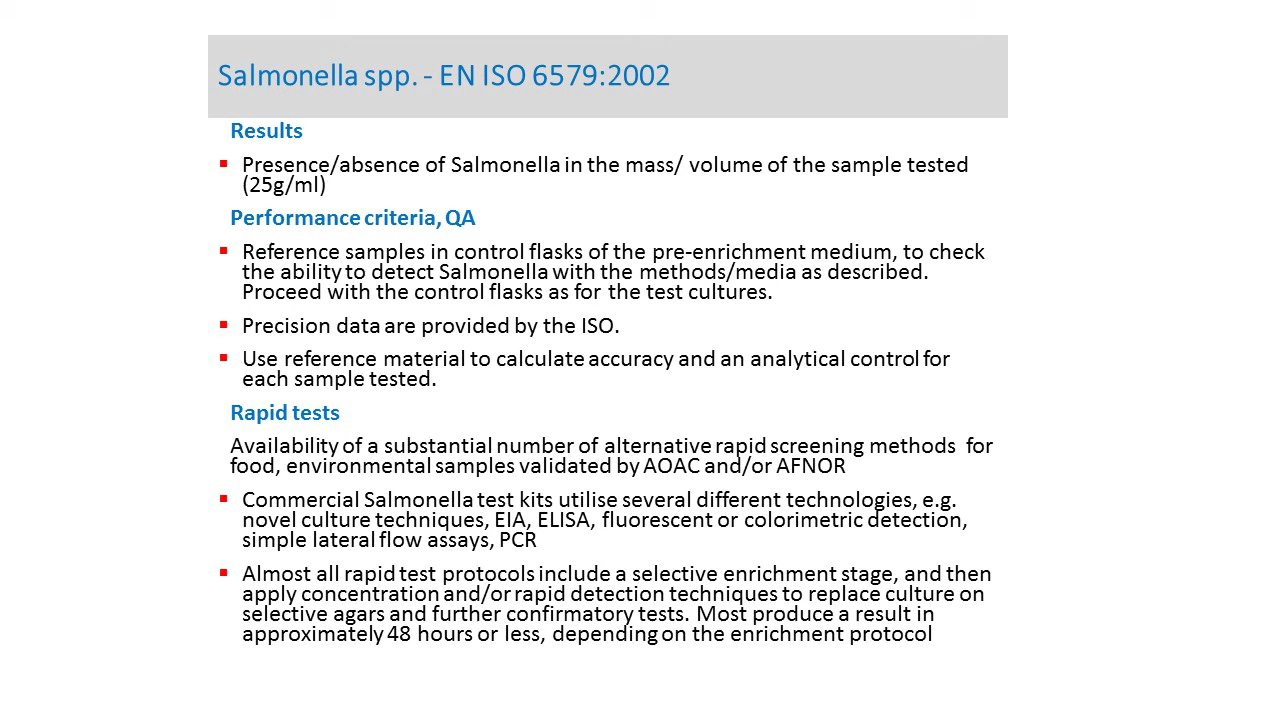 Salmonella spp. - EN ISO 6579:2002
Results
▪ Presence/absence of Salmonella in the mass/ volume of the sample tested
(25g/ml)
Performance criteria, QA
▪ Reference samples in control flasks of the pre-enrichment medium, to check
the ability to detect Salmonella with the methods/media as described.
Proceed with the control flasks as for the test cultures.
▪ Precision data are provided by the ISO.
▪ Use reference material to calculate accuracy and an analytical control for
each sample tested.
Rapid tests
Availability of a substantial number of alternative rapid screening methods for
food, environmental samples validated by AOAC and/or AFNOR
▪ Commercial Salmonella test kits utilise several different technologies, e.g.
novel culture techniques, EIA, ELISA, fluorescent or colorimetric detection,
simple lateral flow assays, PCR
▪ Almost all rapid test protocols include a selective enrichment stage, and then
apply concentration and/or rapid detection techniques to replace culture on
selective agars and further confirmatory tests. Most produce a result in
approximately 48 hours or less, depending on the enrichment protocol